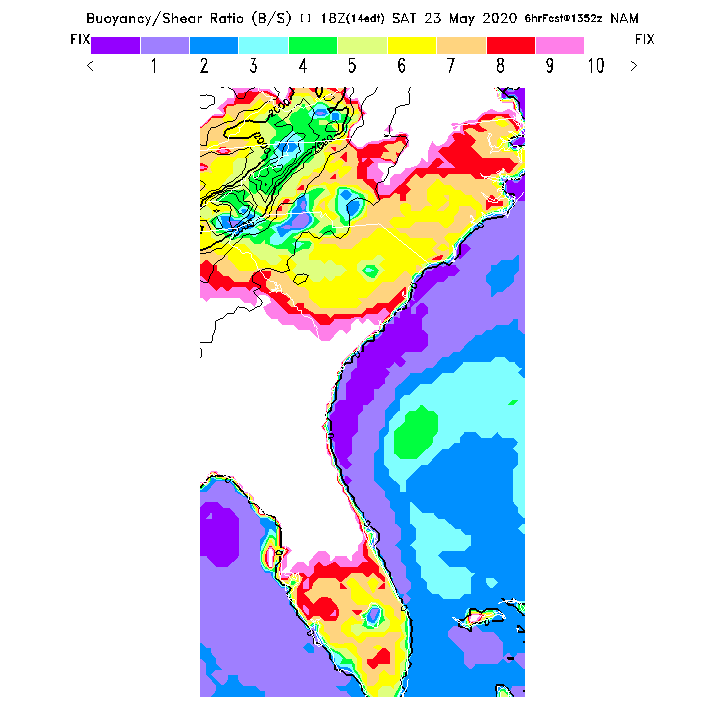 Buoyancy/Shear Ratio (B/S) [] 18Z(14edt) SAT 23 May 2020 6hrFcst@1352z NAM
FIX FIX
< 1 2 3 4 5 6 7 8 9 10 >